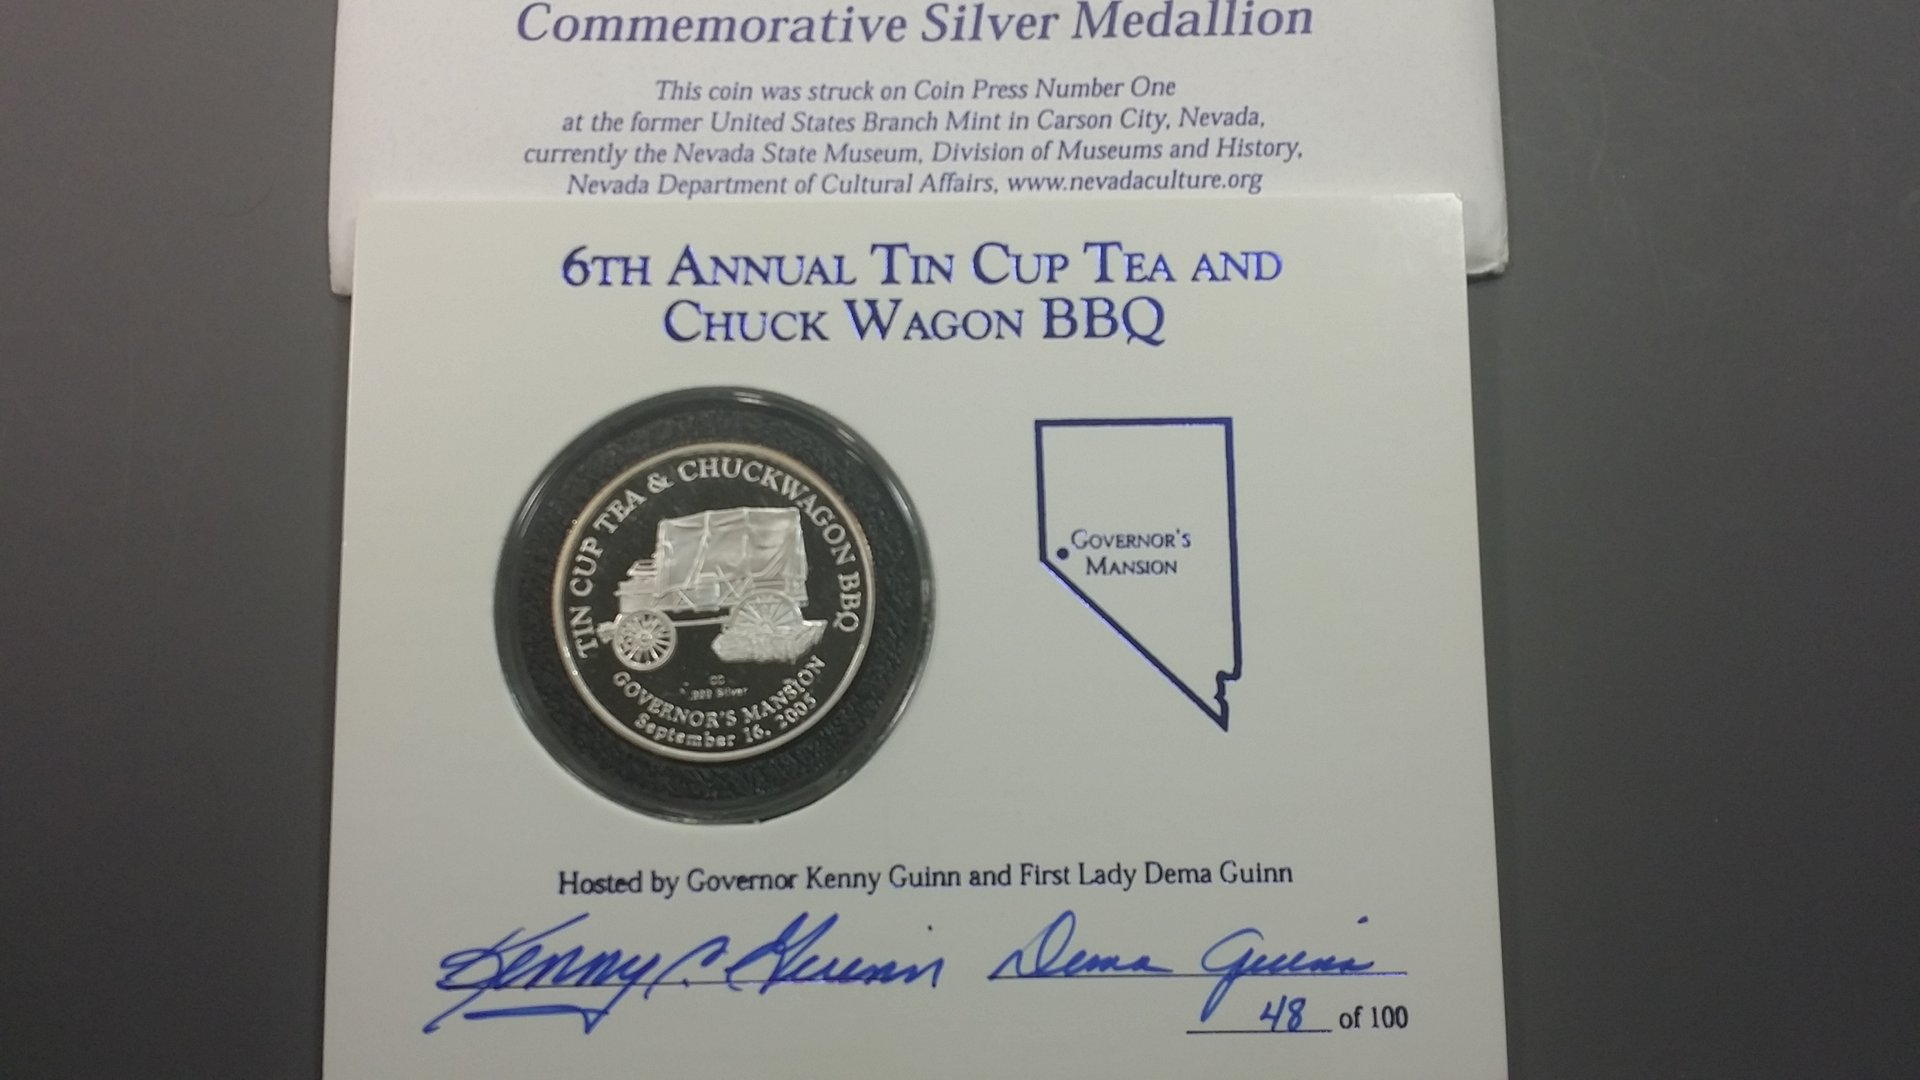 Commemorative Silver Medallion
This coin was struck on Coin Press Number One
at the former United States Branch Mint in Carson City, Nevada,
currently the Nevada State Museum, Division of Museums and History,
Nevada Department of Cultural Affairs, www.nevadaculture.org
6TH ANNUAL TIN CUP TEA AND
CHUCK WAGON BBQ
TIN CUP TEA & CHUCKWAGON BBQ
CC
.999 Silver
GOVERNOR'S MANSION
September 16, 2005
GOVERNOR'S
MANSION
Hosted by Governor Kenny Guinn and First Lady Dema Guinn
Kenny C. Guinn Dema Guinn
48 of 100